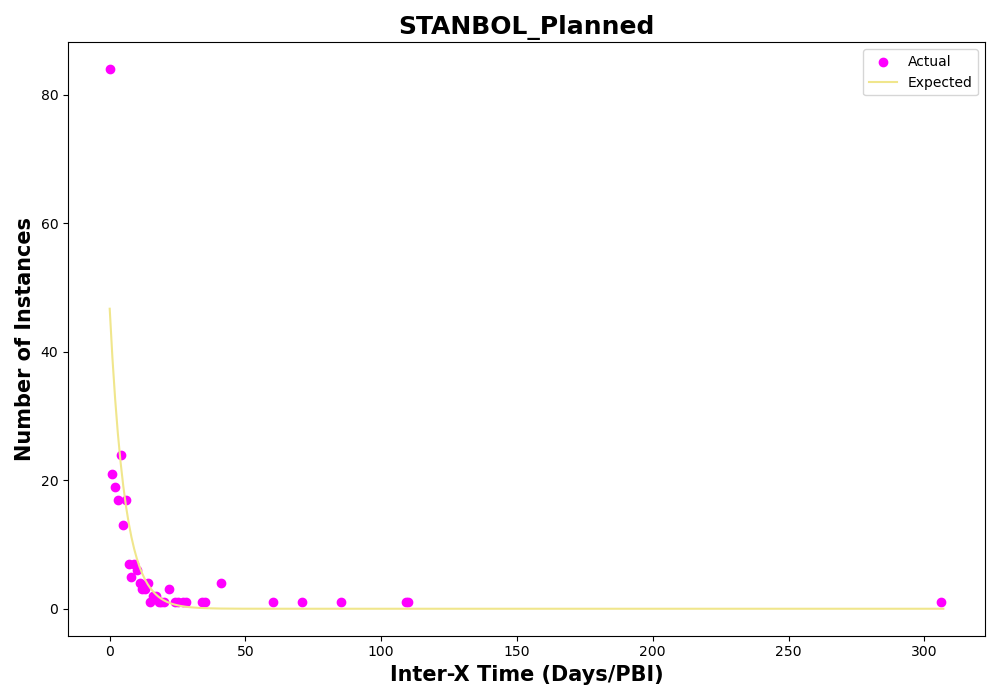 STANBOL_Planned
Actual
Expected
Number of Instances
80
60
40
20
0
0
50
100
150
200
250
300
Inter-X Time (Days/PBI)